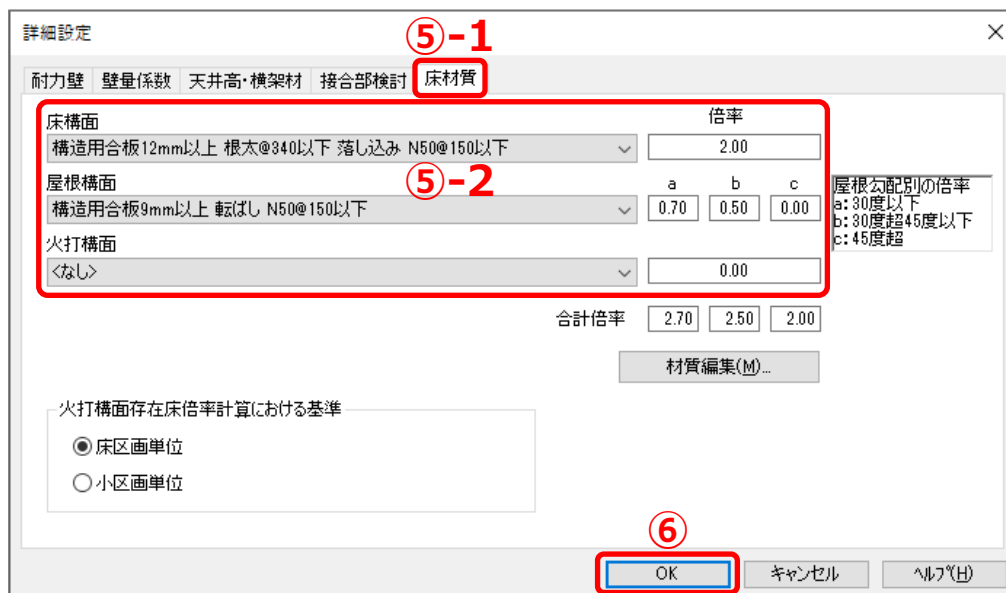 詳細設定
⑤-1
耐力壁 壁量係数 天井高・横架材 接合部検討 床材質
床構面 倍率
構造用合板12mm以上 根太@340以下 落し込み N50@150以下 2.00
屋根構面 ⑤-2 a b c
構造用合板9mm以上 転ばし N50@150以下 0.70 0.50 0.00
屋根勾配別の倍率
a:30度以下
b:30度超45度以下
c:45度超
火打構面
<なし> 0.00
合計倍率 2.70 2.50 2.00
材質編集(M)...
火打構面存在床倍率計算における基準
床区画単位
小区画単位
⑥
OK キャンセル ヘルプ(H)